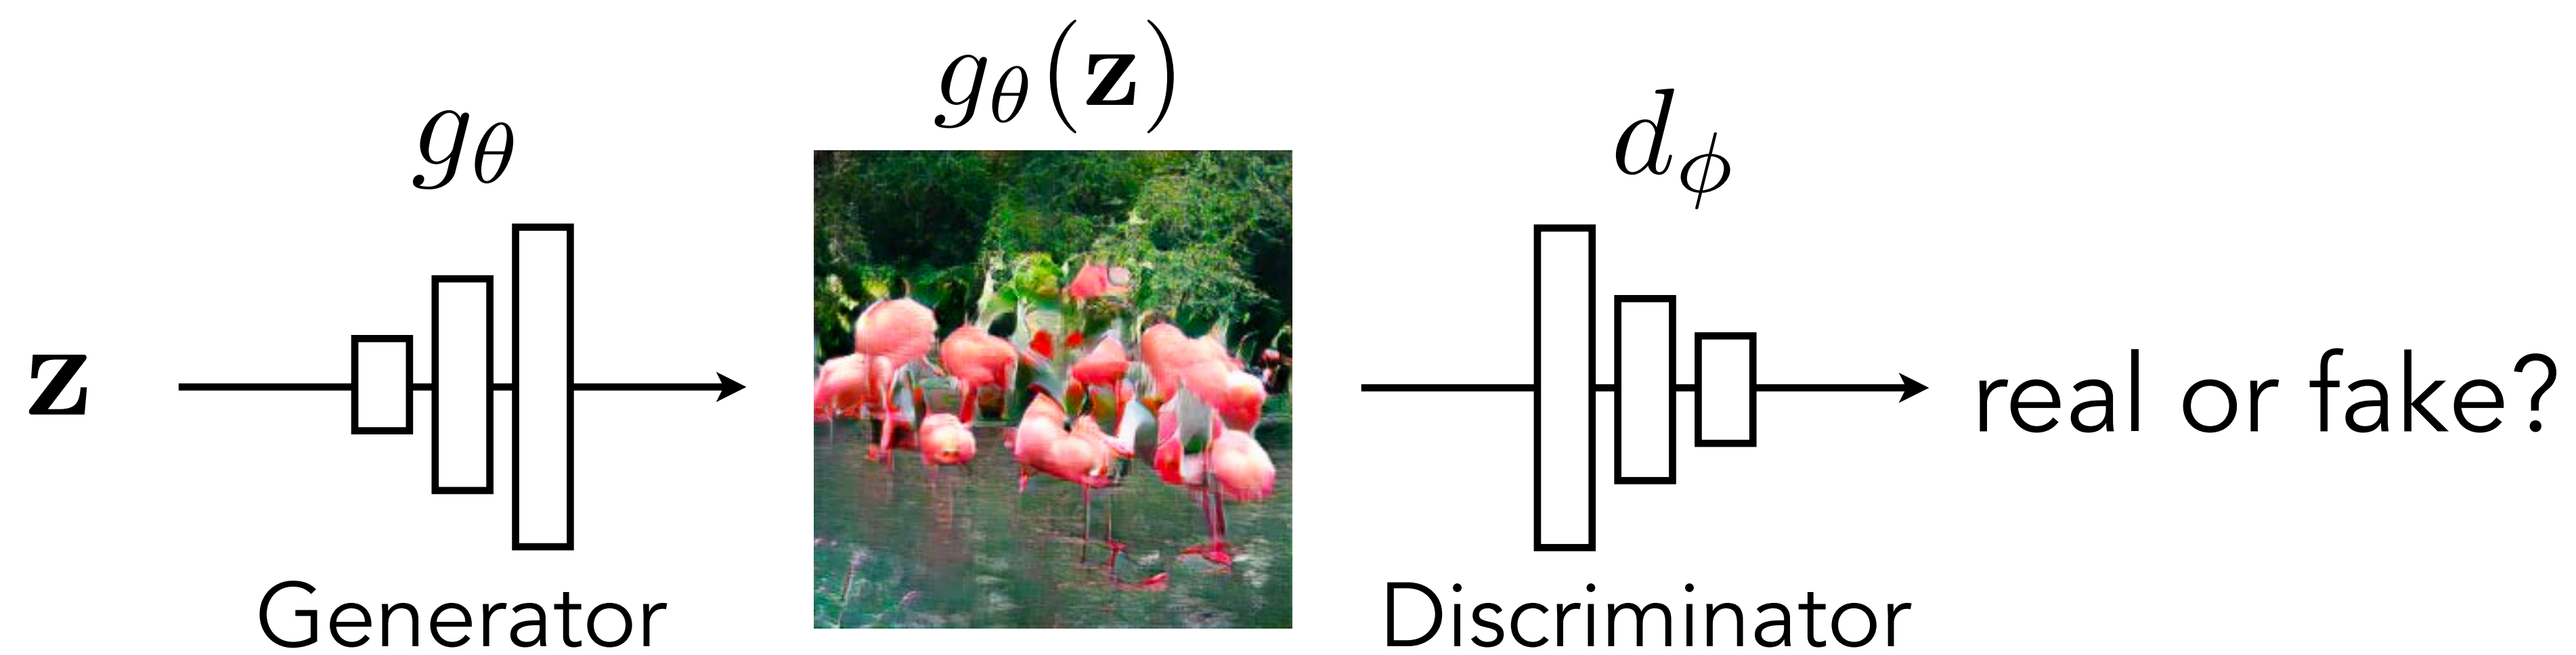 g_θ
g_θ(z)
d_ϕ
z
real or fake?
Generator
Discriminator